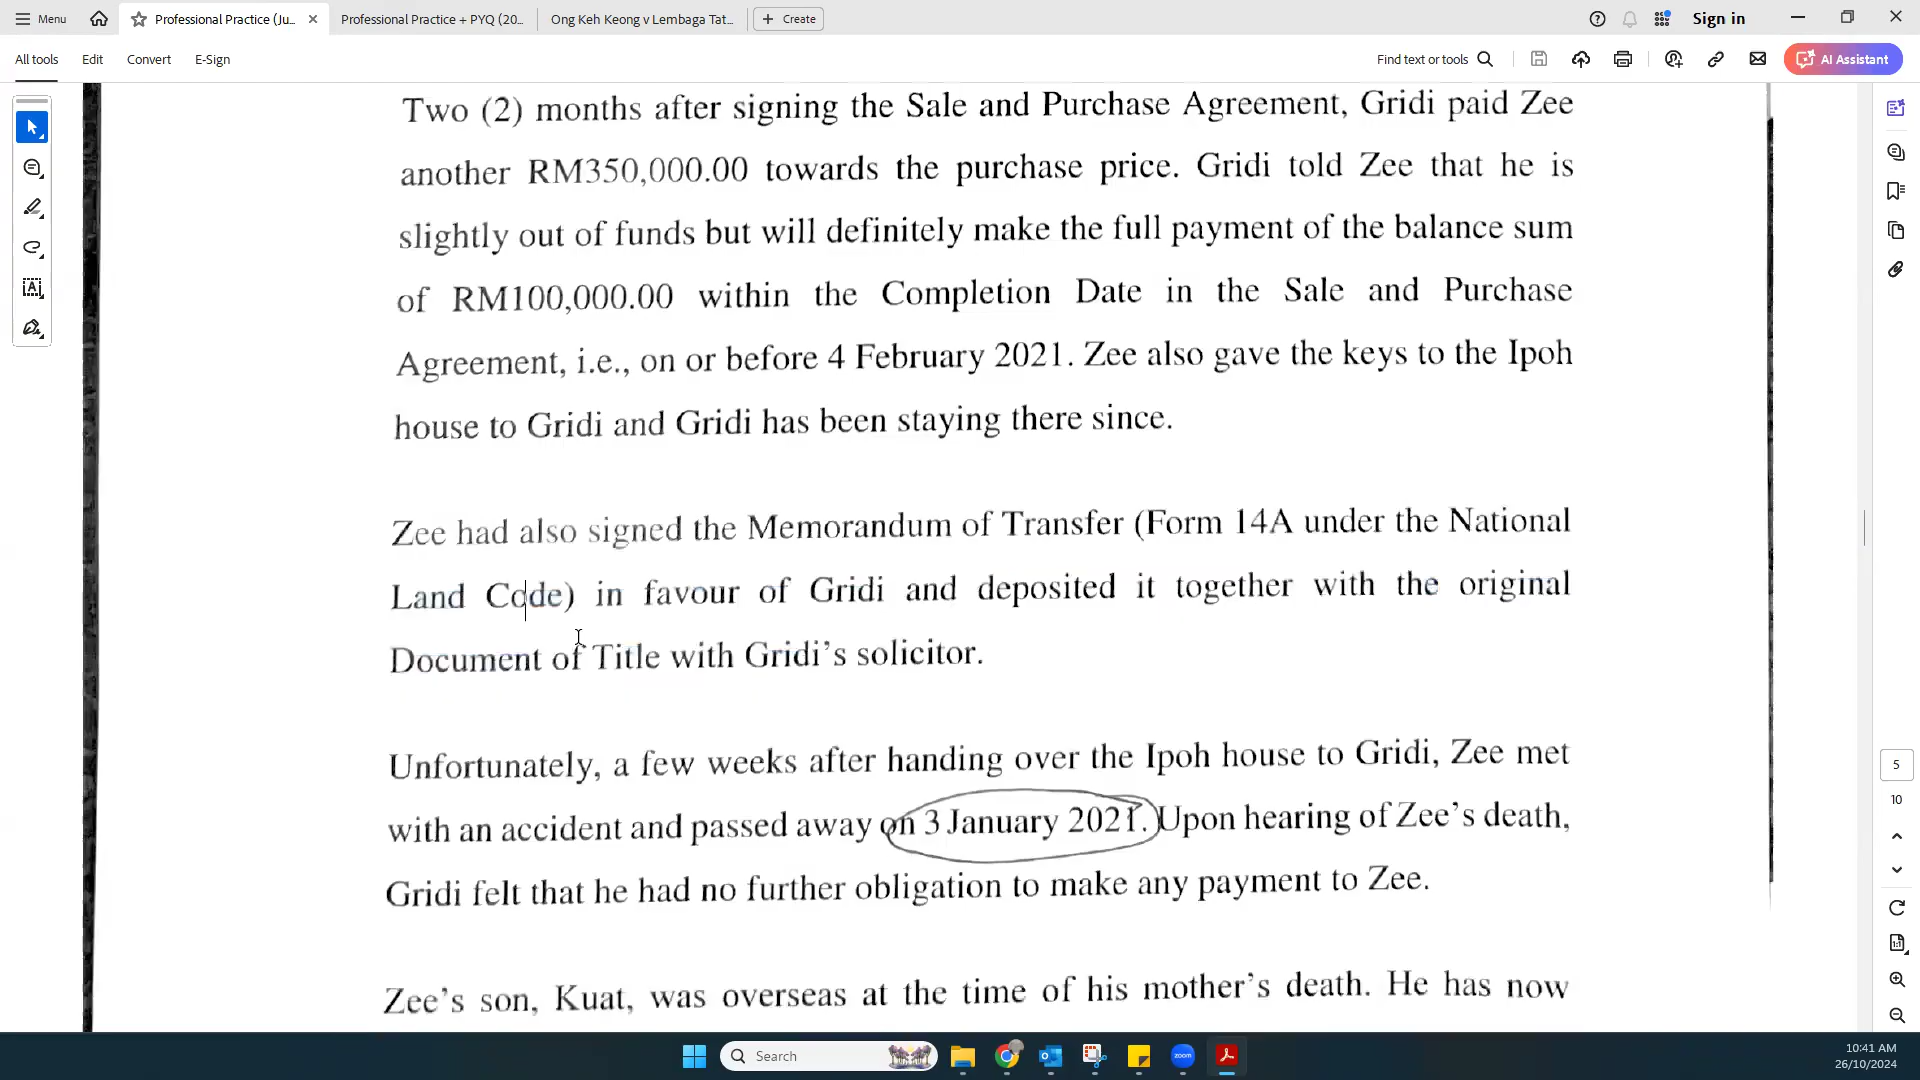 Professional Practice (Ju...
Professional Practice + PYQ (20...
Ong Keh Keong v Lembaga Tat...
Create
Menu
Sign in
All tools
Edit
Convert
E-Sign
Find text or tools
AI Assistant
Two (2) months after signing the Sale and Purchase Agreement, Gridi paid Zee
another RM350,000.00 towards the purchase price. Gridi told Zee that he is
slightly out of funds but will definitely make the full payment of the balance sum
of RM100,000.00 within the Completion Date in the Sale and Purchase
Agreement, i.e., on or before 4 February 2021. Zee also gave the keys to the Ipoh
house to Gridi and Gridi has been staying there since.
Zee had also signed the Memorandum of Transfer (Form 14A under the National
Land Code) in favour of Gridi and deposited it together with the original
Document of Title with Gridi's solicitor.
Unfortunately, a few weeks after handing over the Ipoh house to Gridi, Zee met
with an accident and passed away on 3 January 2021. Upon hearing of Zee's death,
Gridi felt that he had no further obligation to make any payment to Zee.
Zee's son, Kuat, was overseas at the time of his mother's death. He has now
5
10
Search
zoom
10:41 AM
26/10/2024